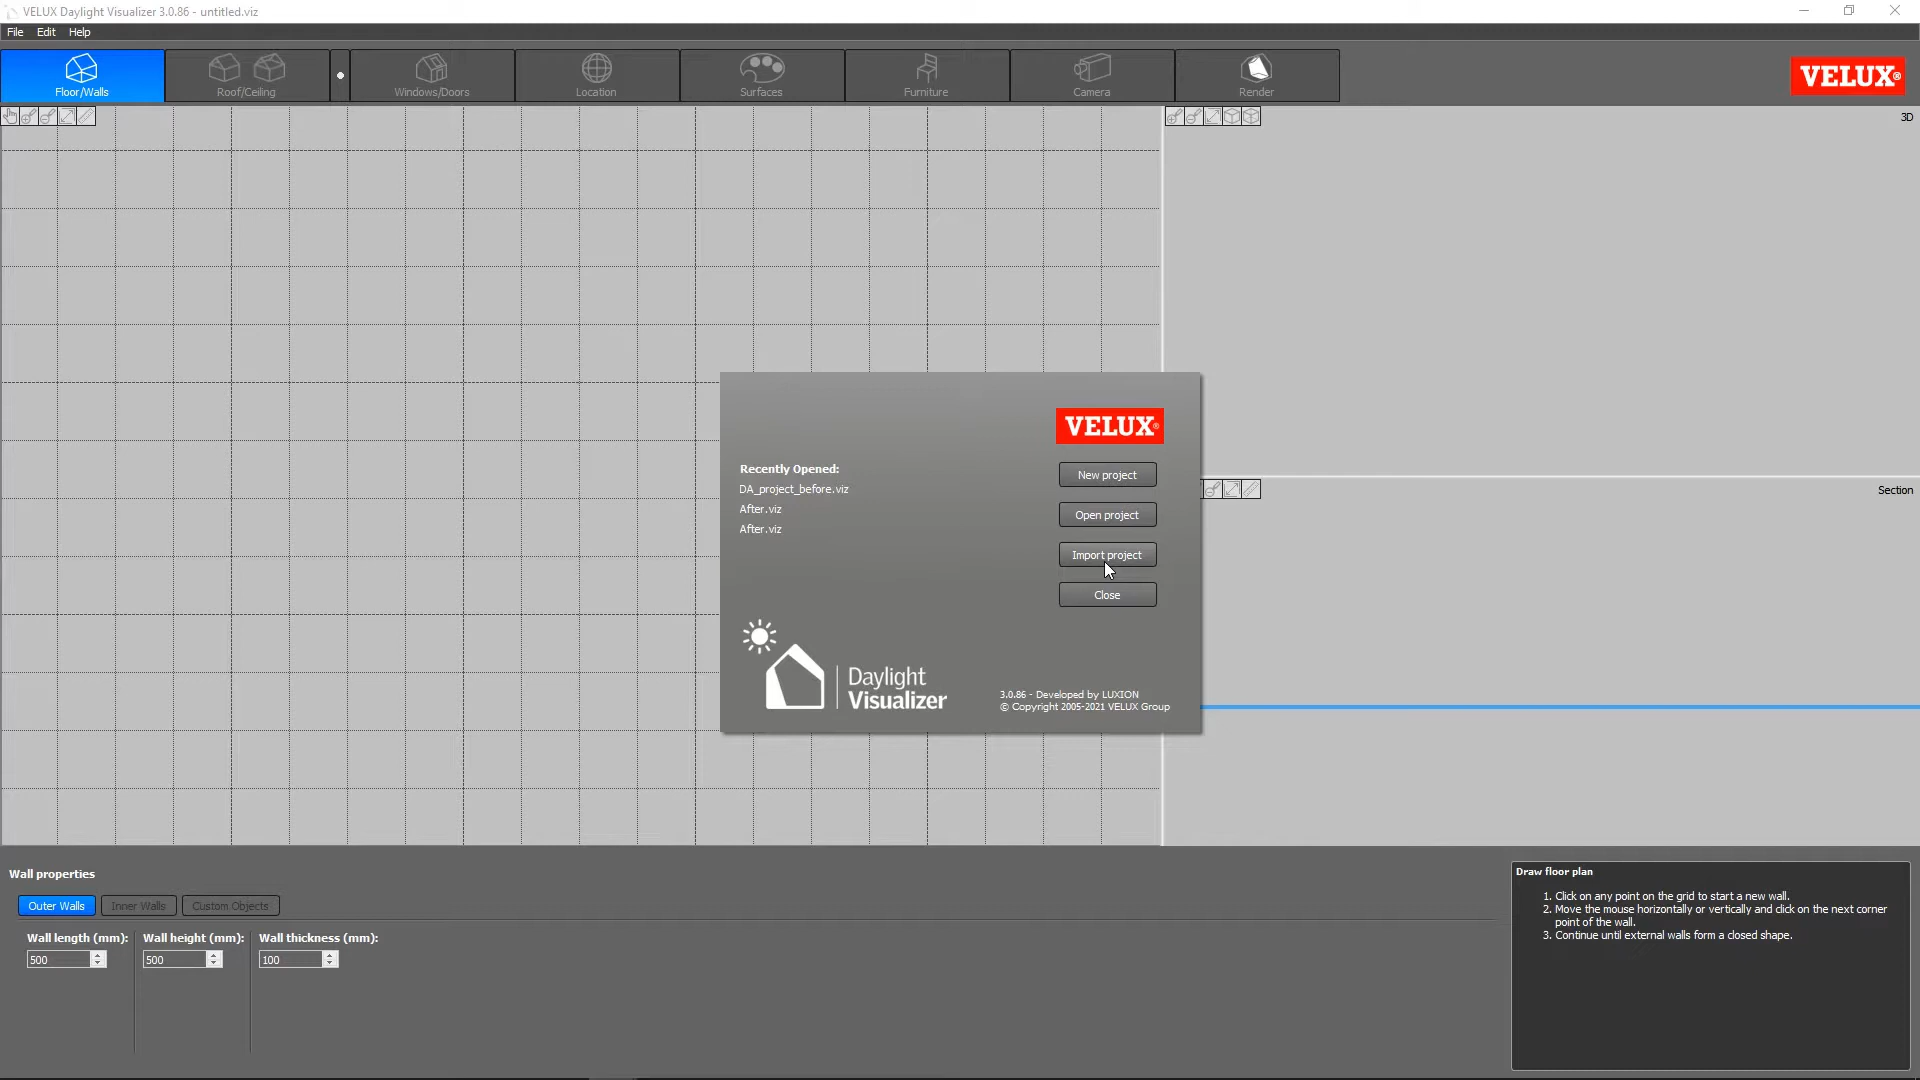 VELUX Daylight Visualizer 3.0.86 - untitled.viz
File Edit Help
Floor/Walls Roof/Ceiling Windows/Doors Location Surfaces Furniture Camera Render
VELUX®
3D
VELUX®
Recently Opened:
DA_project_before.viz
After.viz
After.viz
New project
Open project
Import project
Close
Section
Daylight
Visualizer
3.0.86 - Developed by LUXION
© Copyright 2005-2021 VELUX Group
Wall properties
Outer Walls Inner Walls Custom Objects
Wall length (mm): Wall height (mm): Wall thickness (mm):
500 500 100
Draw floor plan
1. Click on any point on the grid to start a new wall.
2. Move the mouse horizontally or vertically and click on the next corner
point of the wall.
3. Continue until external walls form a closed shape.